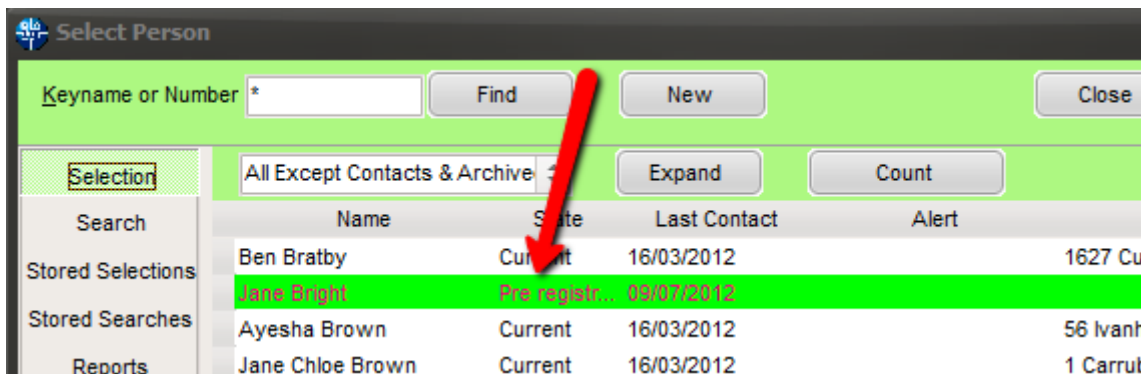 Select Person
Keyname or Number * Find New Close
Selection All Except Contacts & Archive Expand Count
Search Name State Last Contact Alert
Ben Bratby Current 16/03/2012 1627 Cu
Stored Selections
Jane Bright Pre registr... 09/07/2012
Stored Searches
Ayesha Brown Current 16/03/2012 56 Ivanh
Reports Jane Chloe Brown Current 16/03/2012 1 Carrub